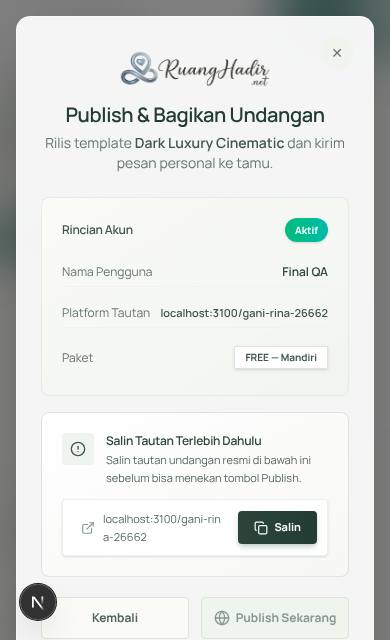 RuangHadir
.net
Publish & Bagikan Undangan
Rilis template Dark Luxury Cinematic dan kirim
pesan personal ke tamu.
Rincian Akun
Aktif
Nama Pengguna
Final QA
Platform Tautan
localhost:3100/gani-rina-26662
Paket
FREE — Mandiri
Salin Tautan Terlebih Dahulu
Salin tautan undangan resmi di bawah ini
sebelum bisa menekan tombol Publish.
localhost:3100/gani-rin
a-26662
Salin
N
Kembali
Publish Sekarang